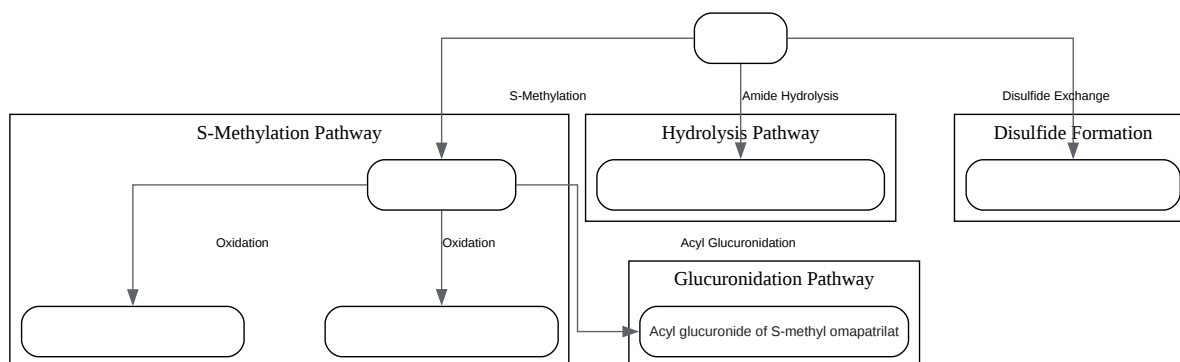 S-Methylation
Amide Hydrolysis
Disulfide Exchange
S-Methylation Pathway
Hydrolysis Pathway
Disulfide Formation
Oxidation
Oxidation
Acyl Glucuronidation
Glucuronidation Pathway
Acyl glucuronide of S-methyl omapatrilat